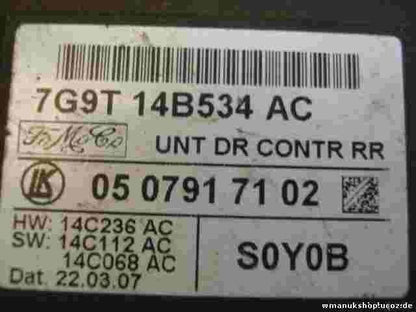 7G9T 14B534 AC
FoMoCo UNT DR CONTR RR
LK 05 0791 71 02
HW: 14C236 AC
SW: 14C112 AC
14C068 AC
Dat. 22.03.07
S0Y0B